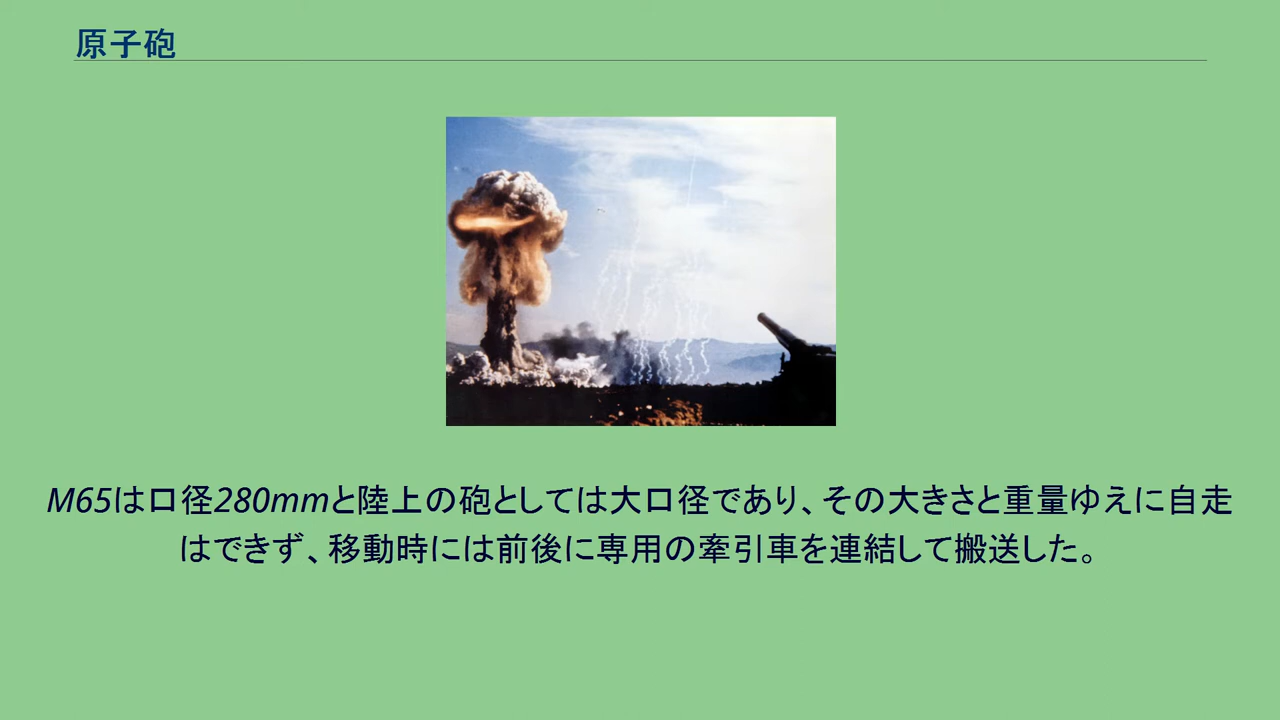 原子砲
M65は口径280mmと陸上の砲としては大口径であり、その大きさと重量ゆえに自走
はできず、移動時には前後に専用の牽引車を連結して搬送した。